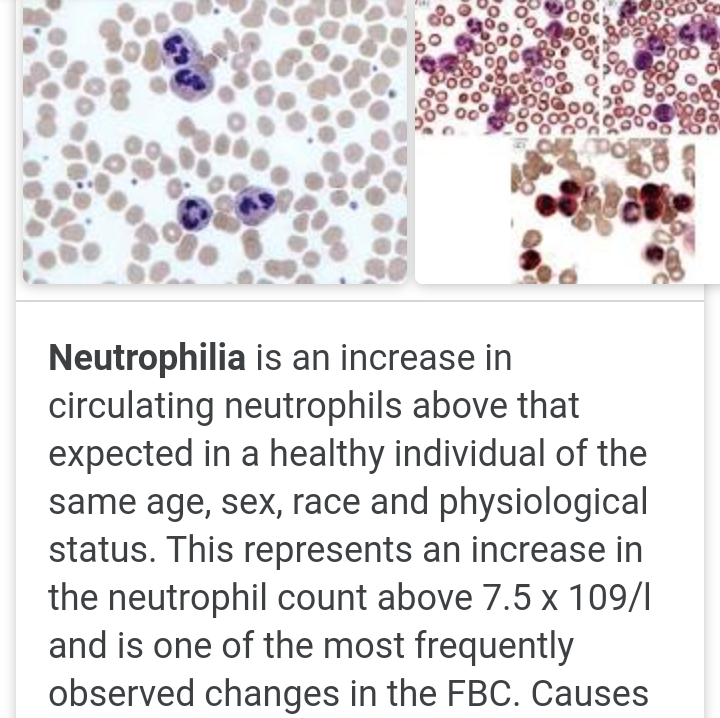 Neutrophilia is an increase in
circulating neutrophils above that
expected in a healthy individual of the
same age, sex, race and physiological
status. This represents an increase in
the neutrophil count above 7.5 x 109/l
and is one of the most frequently
observed changes in the FBC. Causes